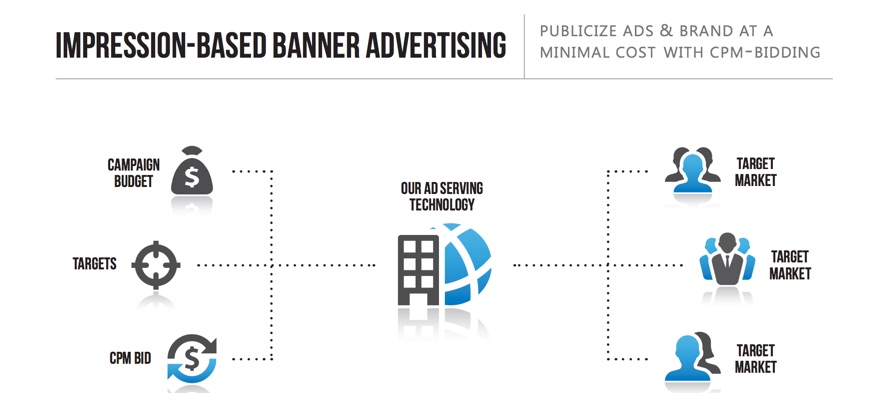 IMPRESSION-BASED BANNER ADVERTISING
PUBLICIZE ADS & BRAND AT A
MINIMAL COST WITH CPM-BIDDING
CAMPAIGN
BUDGET
$
TARGETS
CPM BID
$
OUR AD SERVING
TECHNOLOGY
TARGET
MARKET
TARGET
MARKET
TARGET
MARKET